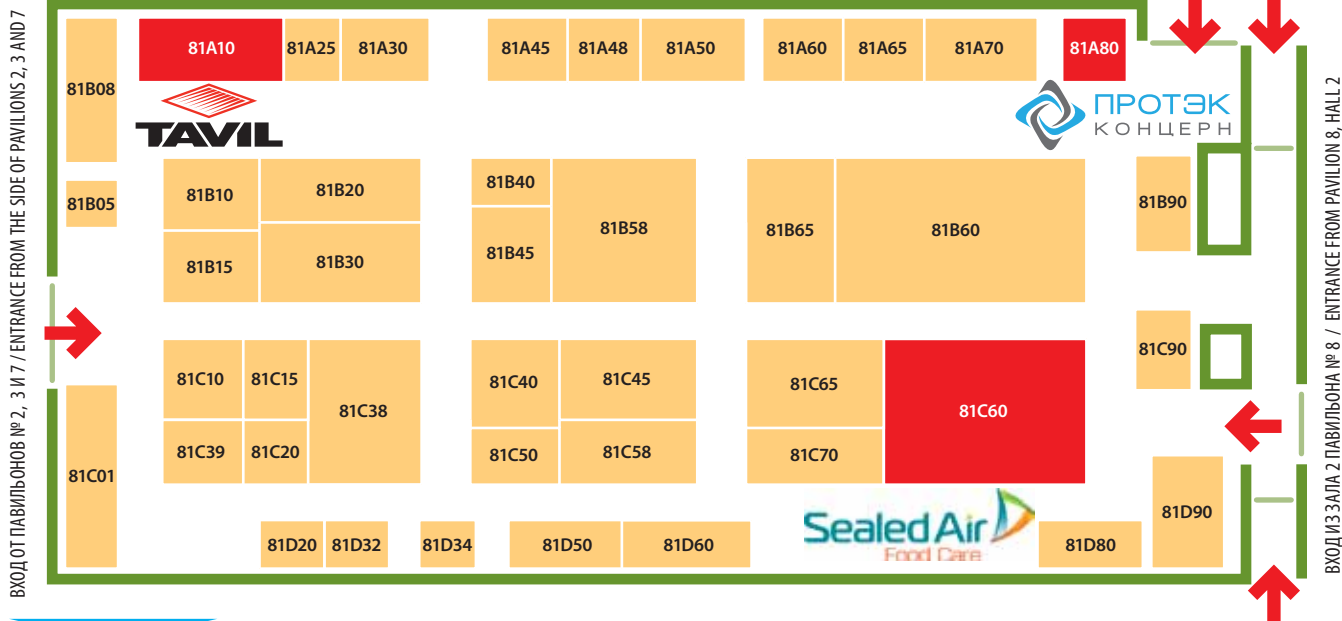 ВХОД ОТ ПАВИЛЬОНОВ № 2, 3 И 7 / ENTRANCE FROM THE SIDE OF PAVILIONS 2, 3 AND 7
81A10
81A25
81A30
81A45
81A48
81A50
81A60
81A65
81A70
81A80
81B08
TAVIL
ПРОТЭК
КОНЦЕРН
81B05
81B10
81B20
81B40
81B58
81B65
81B60
81B90
81B15
81B30
81B45
81C10
81C15
81C38
81C40
81C45
81C65
81C60
81C90
81C39
81C20
81C50
81C58
81C70
81C01
Sealed Air
Food Care
81D20
81D32
81D34
81D50
81D60
81D80
81D90
ВХОД ИЗ ЗАЛА 2 ПАВИЛЬОНА № 8 / ENTRANCE FROM PAVILION 8, HALL 2